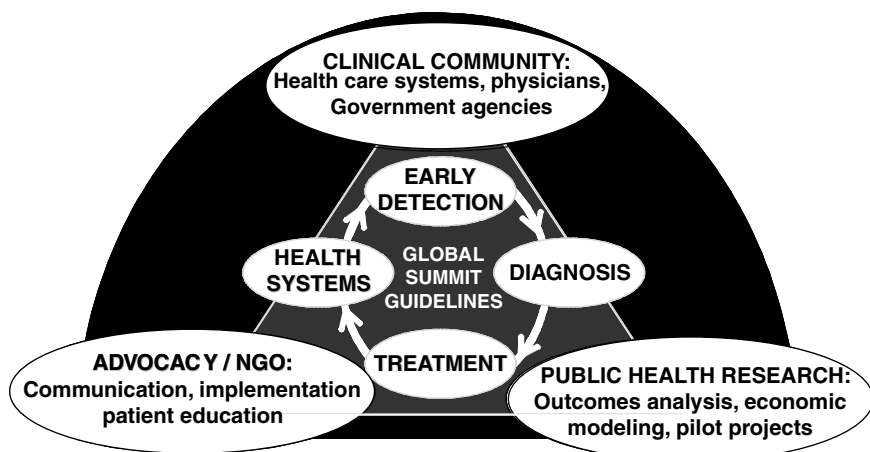 CLINICAL COMMUNITY:
Health care systems, physicians,
Government agencies
EARLY
DETECTION
HEALTH
SYSTEMS
GLOBAL
SUMMIT
GUIDELINES
DIAGNOSIS
TREATMENT
ADVOCACY / NGO:
Communication, implementation
patient education
PUBLIC HEALTH RESEARCH:
Outcomes analysis, economic
modeling, pilot projects